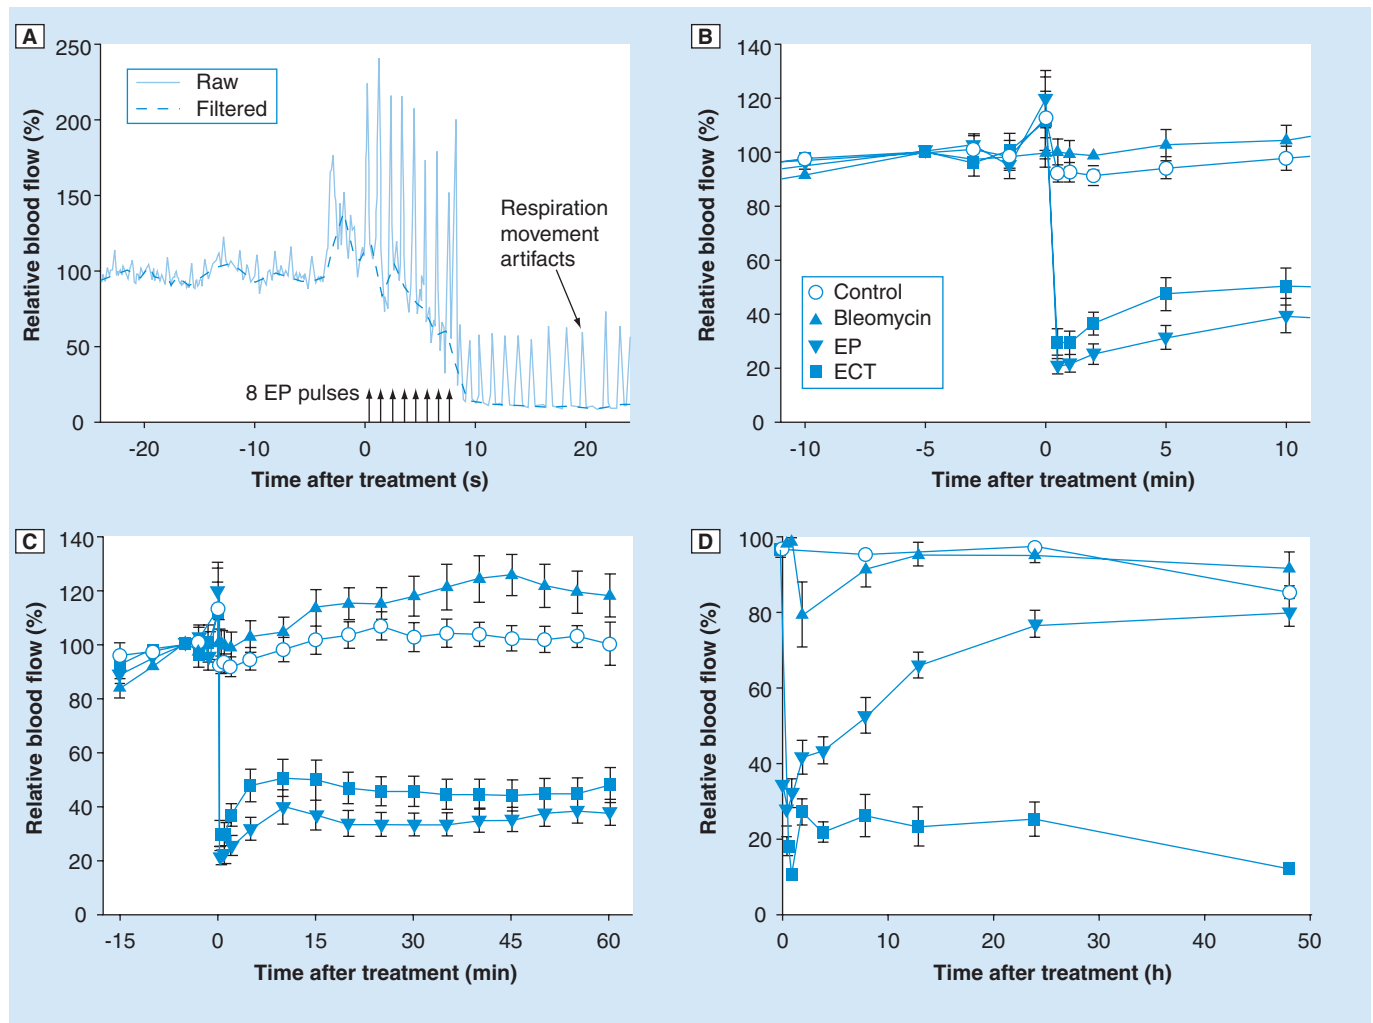 A
250
200
150
100
50
0
Relative blood flow (%)
Raw
Filtered
Respiration
movement
artifacts
8 EP pulses
-20 -10 0 10 20
Time after treatment (s)
B
140
120
100
80
60
40
20
0
Relative blood flow (%)
Control
Bleomycin
EP
ECT
-10 -5 0 5 10
Time after treatment (min)
C
140
120
100
80
60
40
20
0
Relative blood flow (%)
-15 0 15 30 45 60
Time after treatment (min)
D
100
80
60
40
20
0
Relative blood flow (%)
0 10 20 30 40 50
Time after treatment (h)